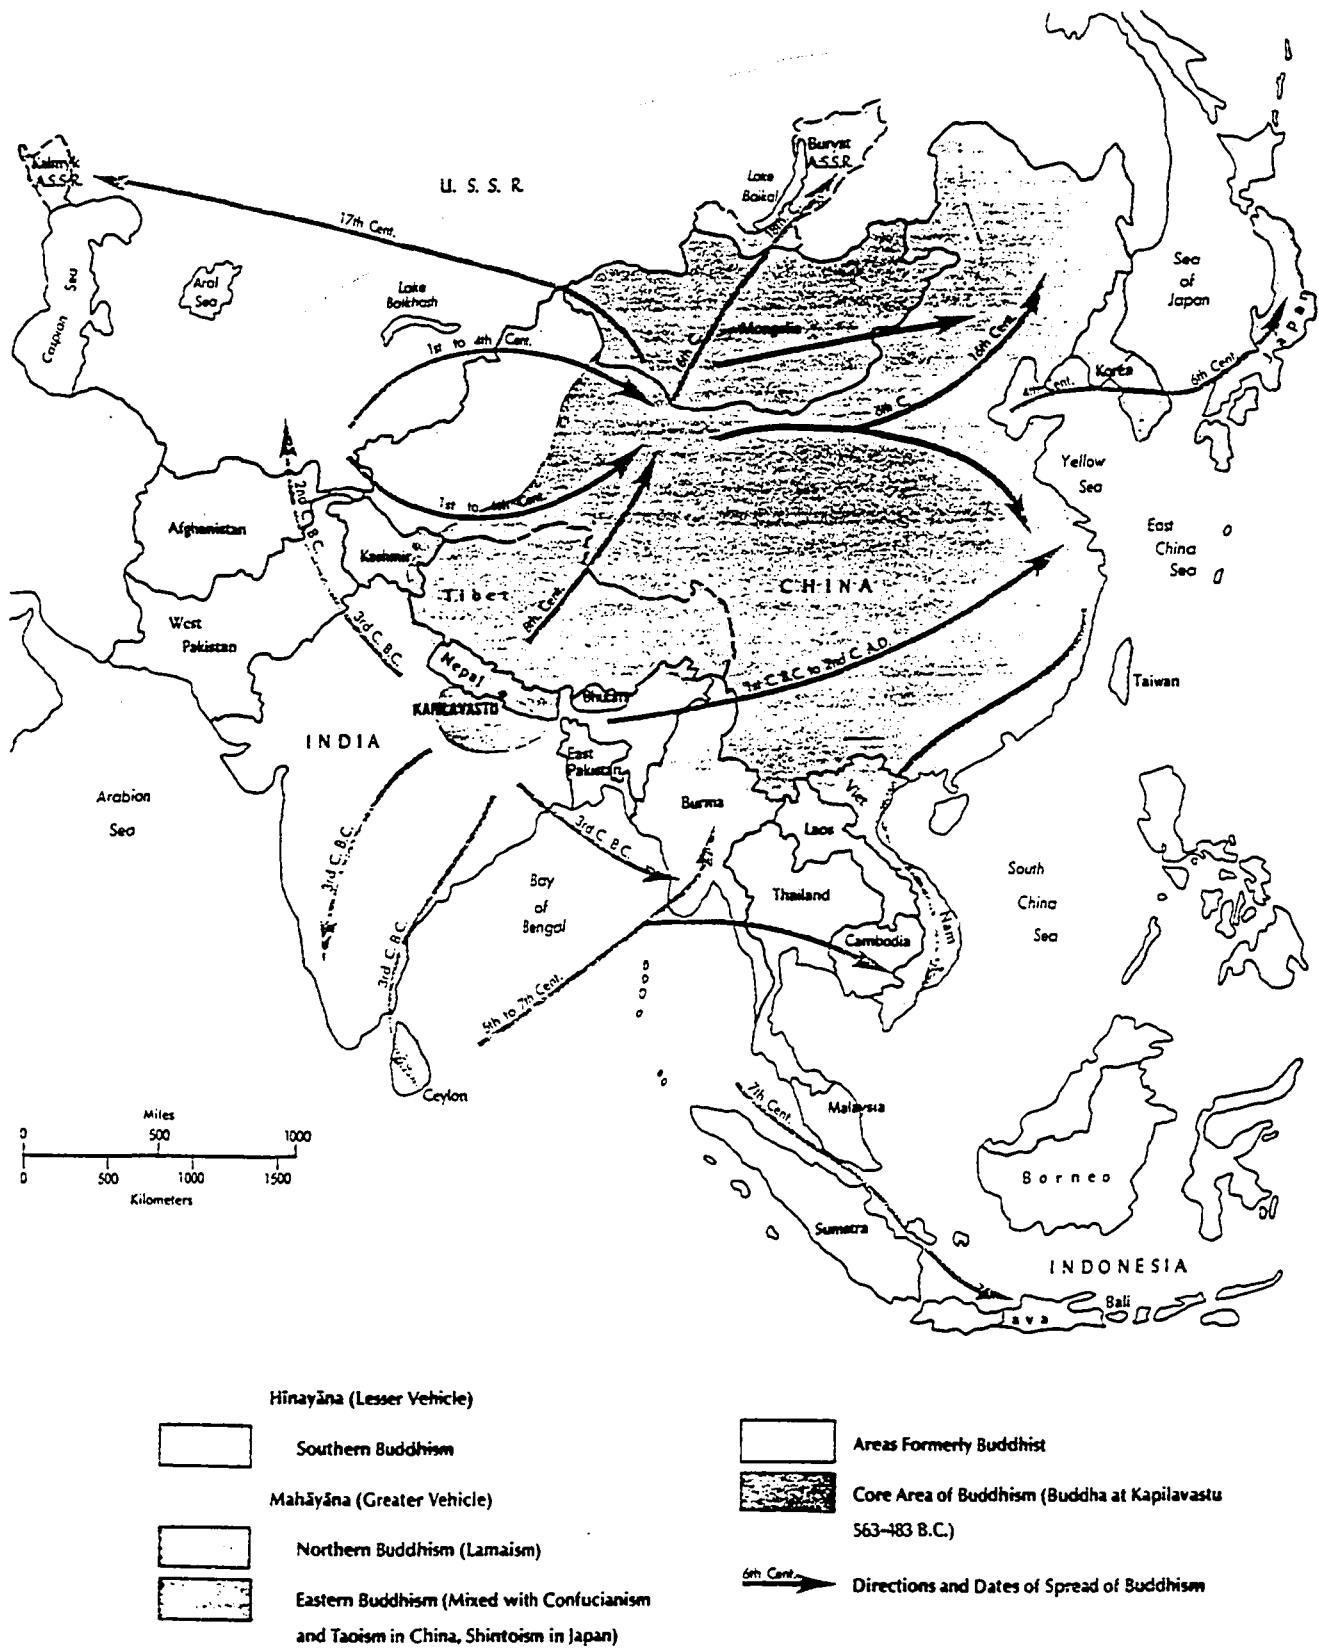 Kalmyk
A.S.S.R.
U. S. S. R
Buryat
A.S.S.R.
Lake
Baikal
17th Cent.
18th C.
Caspian Sea
Aral
Sea
Lake
Balkhash
Sea
of
Japan
Japan
Mongolia
16th C.
16th Cent.
1st to 4th Cent.
Korea
4th Cent.
6th Cent.
Yellow
Sea
2nd C. B.C.
1st to
Cent.
Afghanistan
Kashmir
East
China
Sea
Tibet
CHINA
8th Cent.
West
Pakistan
3rd C. B.C.
Nepal
Bhutan
1st C. B.C. to 2nd C. A.D.
Taiwan
KAPILAVASTU
INDIA
East
Pakistan
Arabian
Sea
Burma
Viet
Nam
Laos
3rd C. B.C.
3rd C. B.C.
3rd C. B.C.
Bay
of
Bengal
Thailand
South
China
Sea
Cambodia
5th to 7th Cent.
Ceylon
7th Cent.
Malaysia
Miles
0 500 1000
0 500 1000 1500
Kilometers
Borneo
Sumatra
INDONESIA
Bali
Java
Hīnayāna (Lesser Vehicle)
Southern Buddhism
Mahāyāna (Greater Vehicle)
Northern Buddhism (Lamaism)
Eastern Buddhism (Mixed with Confucianism
and Taoism in China, Shintoism in Japan)
Areas Formerly Buddhist
Core Area of Buddhism (Buddha at Kapilavastu
563-483 B.C.)
6th Cent.
Directions and Dates of Spread of Buddhism